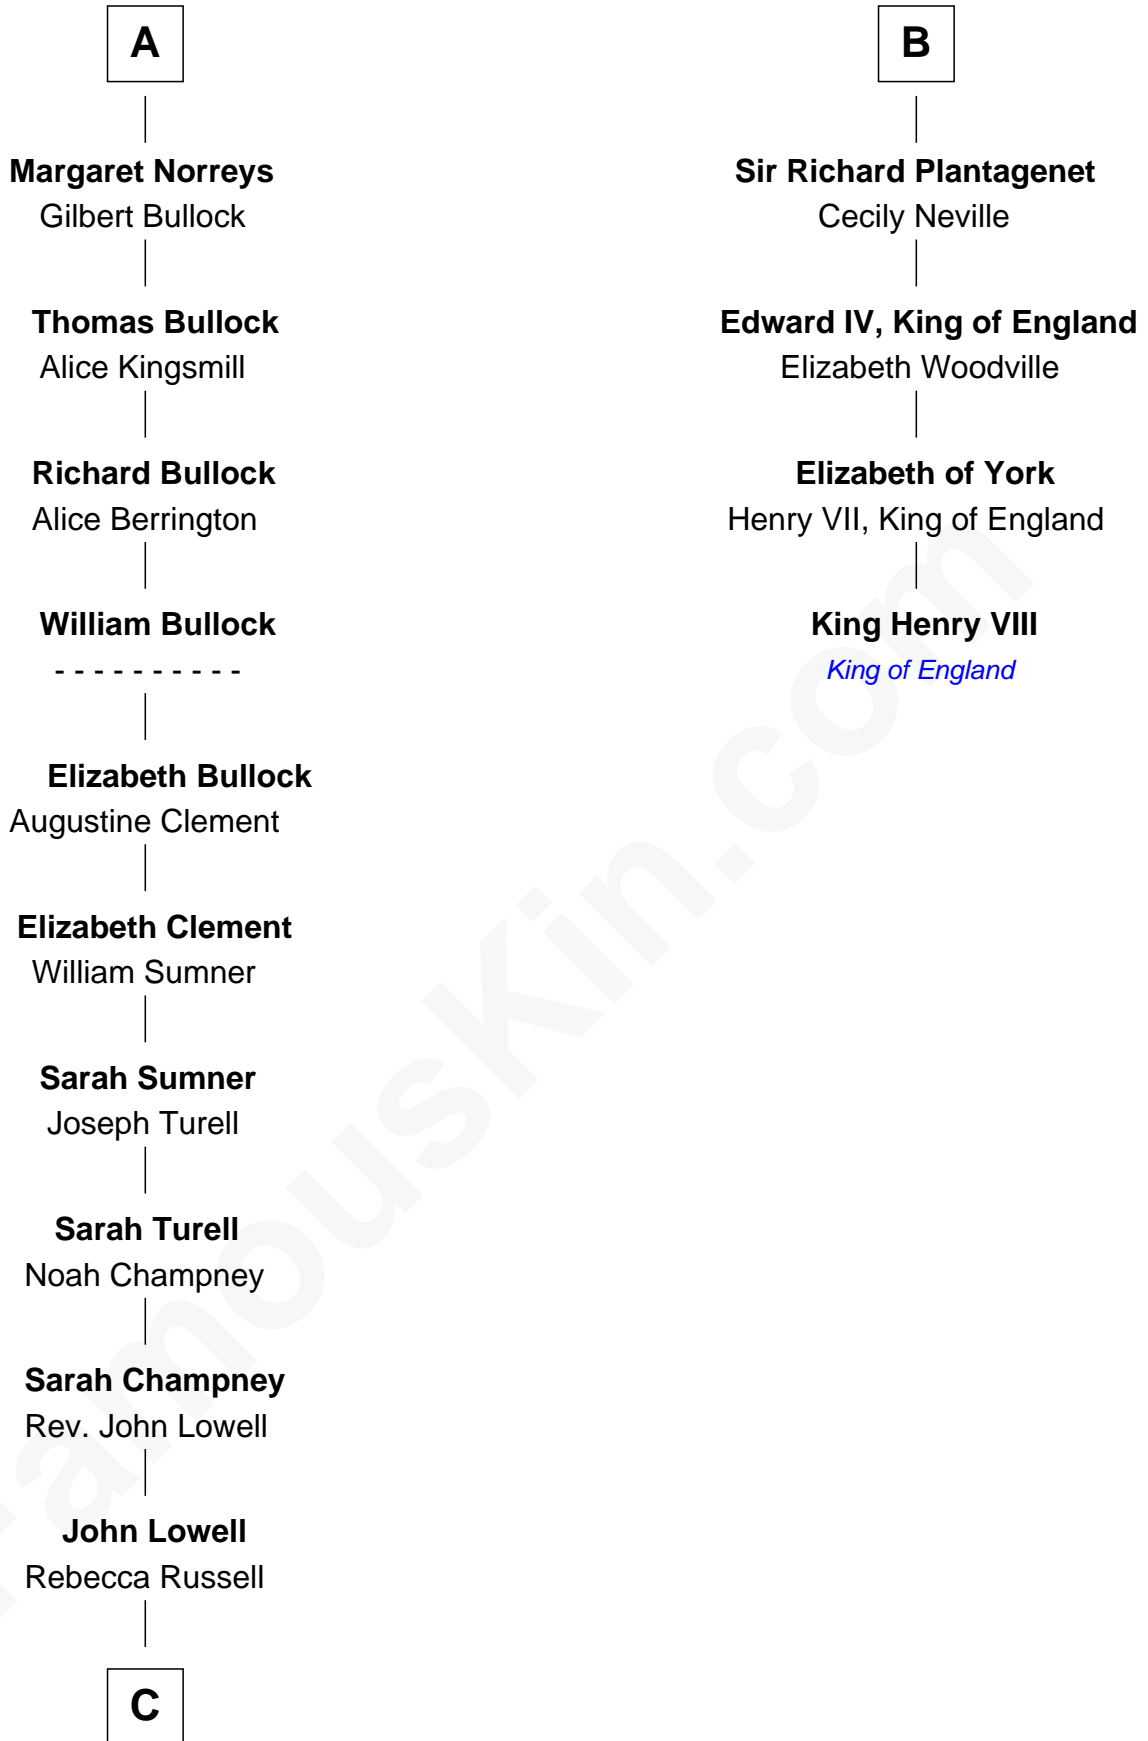 A
Margaret Norreys
Gilbert Bullock
Thomas Bullock
Alice Kingsmill
Richard Bullock
Alice Berrington
William Bullock
- - - - - - - - - -
Elizabeth Bullock
Augustine Clement
Elizabeth Clement
William Sumner
Sarah Sumner
Joseph Turell
Sarah Turell
Noah Champney
Sarah Champney
Rev. John Lowell
John Lowell
Rebecca Russell
C
B
Sir Richard Plantagenet
Cecily Neville
Edward IV, King of England
Elizabeth Woodville
Elizabeth of York
Henry VII, King of England
King Henry VIII
King of England
FamousKin.com